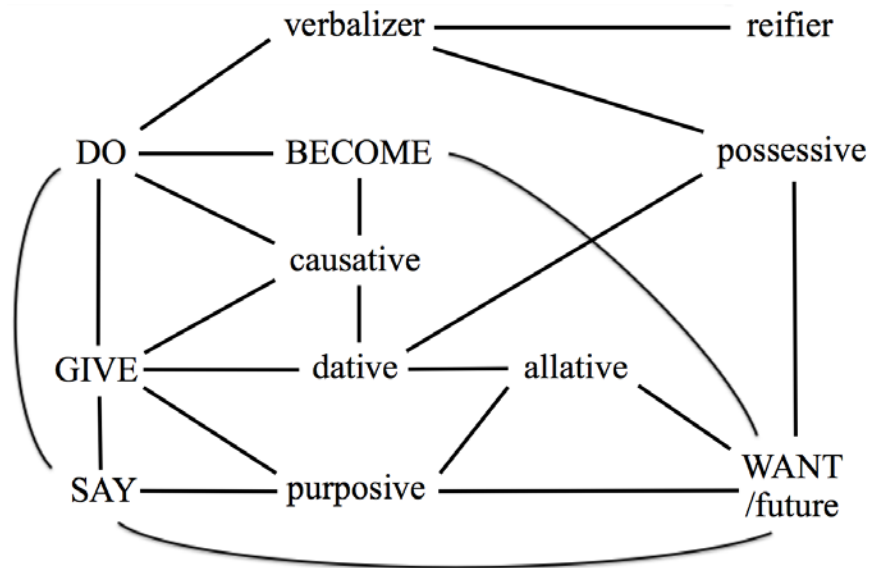 verbalizer reifier
DO BECOME possessive
causative
GIVE dative allative
SAY purposive WANT
/future